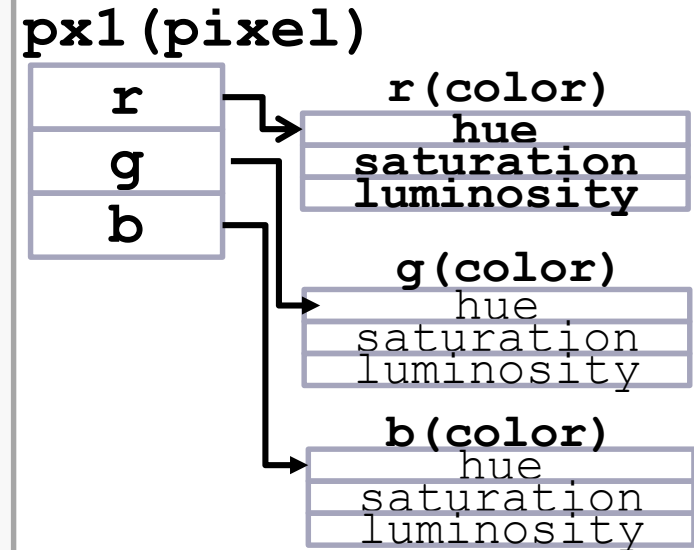 px1(pixel)
r
g
b
r(color)
hue
saturation
luminosity
g(color)
hue
saturation
luminosity
b(color)
hue
saturation
luminosity